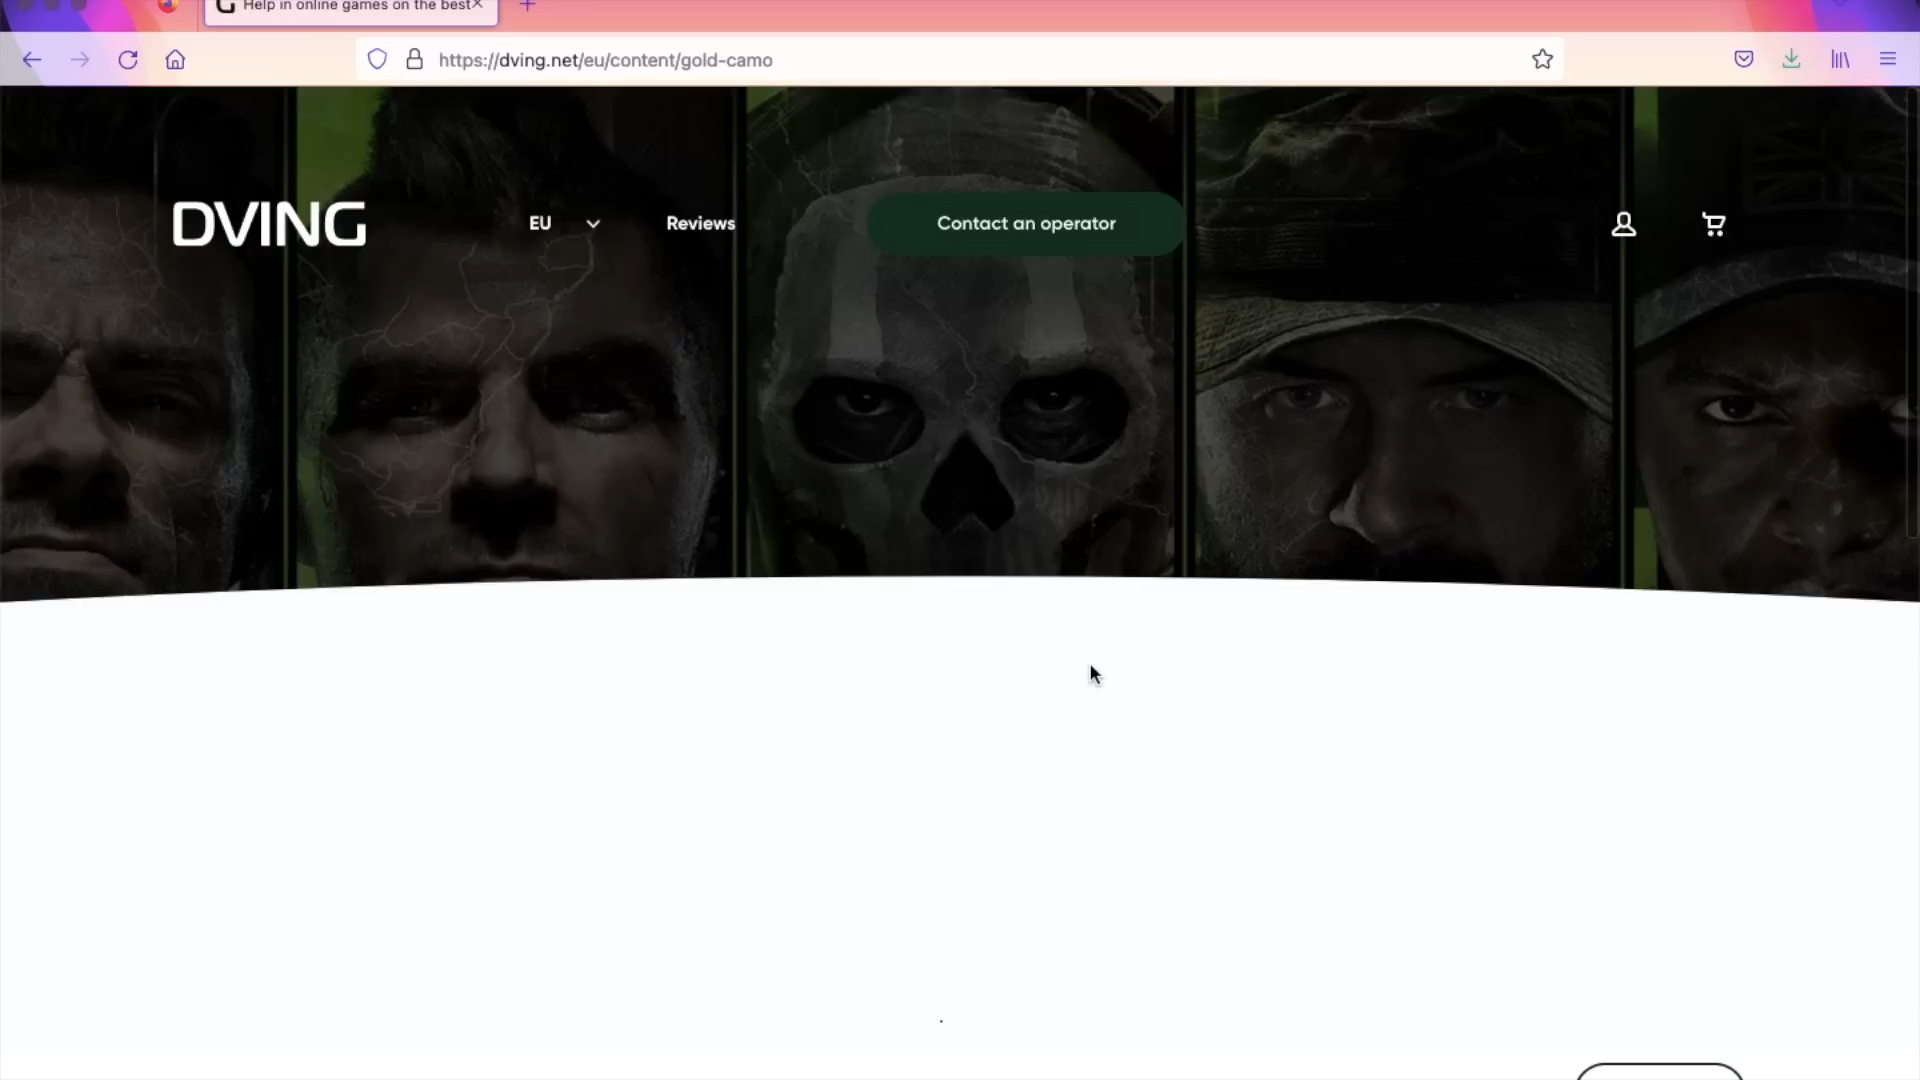 Help in online games on the best
https://dving.net/eu/content/gold-camo
DVING
EU
Reviews
Contact an operator